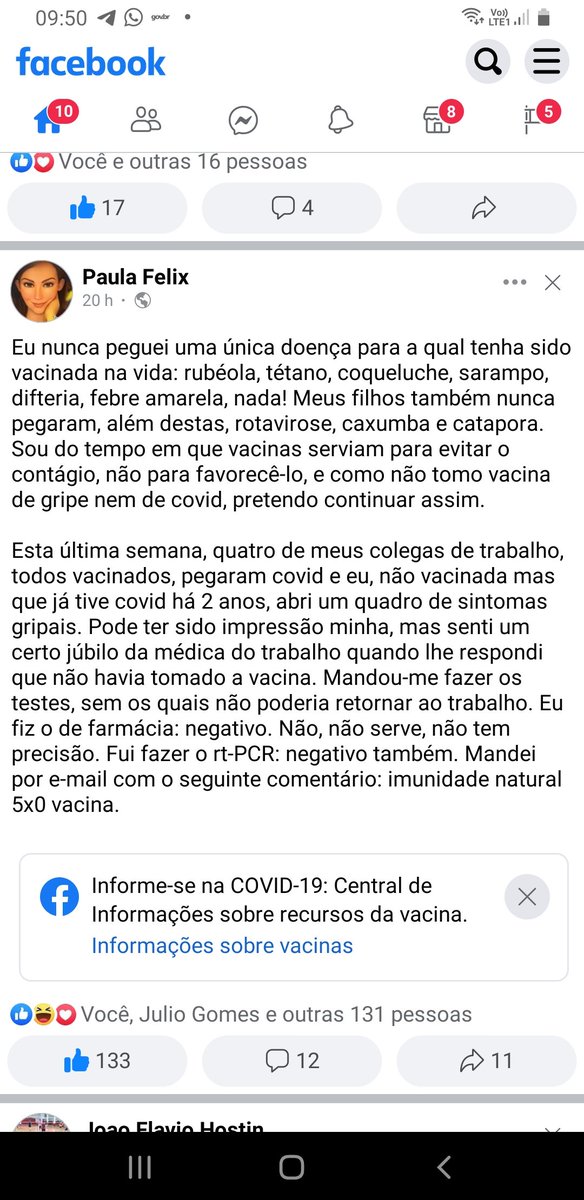 09:50
govbr
Vo))
LTE1
facebook
10
8
5
Você e outras 16 pessoas
17
4
Paula Felix
20 h
Eu nunca peguei uma única doença para a qual tenha sido
vacinada na vida: rubéola, tétano, coqueluche, sarampo,
difteria, febre amarela, nada! Meus filhos também nunca
pegaram, além destas, rotavirose, caxumba e catapora.
Sou do tempo em que vacinas serviam para evitar o
contágio, não para favorecê-lo, e como não tomo vacina
de gripe nem de covid, pretendo continuar assim.
Esta última semana, quatro de meus colegas de trabalho,
todos vacinados, pegaram covid e eu, não vacinada mas
que já tive covid há 2 anos, abri um quadro de sintomas
gripais. Pode ter sido impressão minha, mas senti um
certo júbilo da médica do trabalho quando lhe respondi
que não havia tomado a vacina. Mandou-me fazer os
testes, sem os quais não poderia retornar ao trabalho. Eu
fiz o de farmácia: negativo. Não, não serve, não tem
precisão. Fui fazer o rt-PCR: negativo também. Mandei
por e-mail com o seguinte comentário: imunidade natural
5x0 vacina.
Informe-se na COVID-19: Central de
Informações sobre recursos da vacina.
Informações sobre vacinas
Você, Julio Gomes e outras 131 pessoas
133
12
11
Joao Flavio Hostin